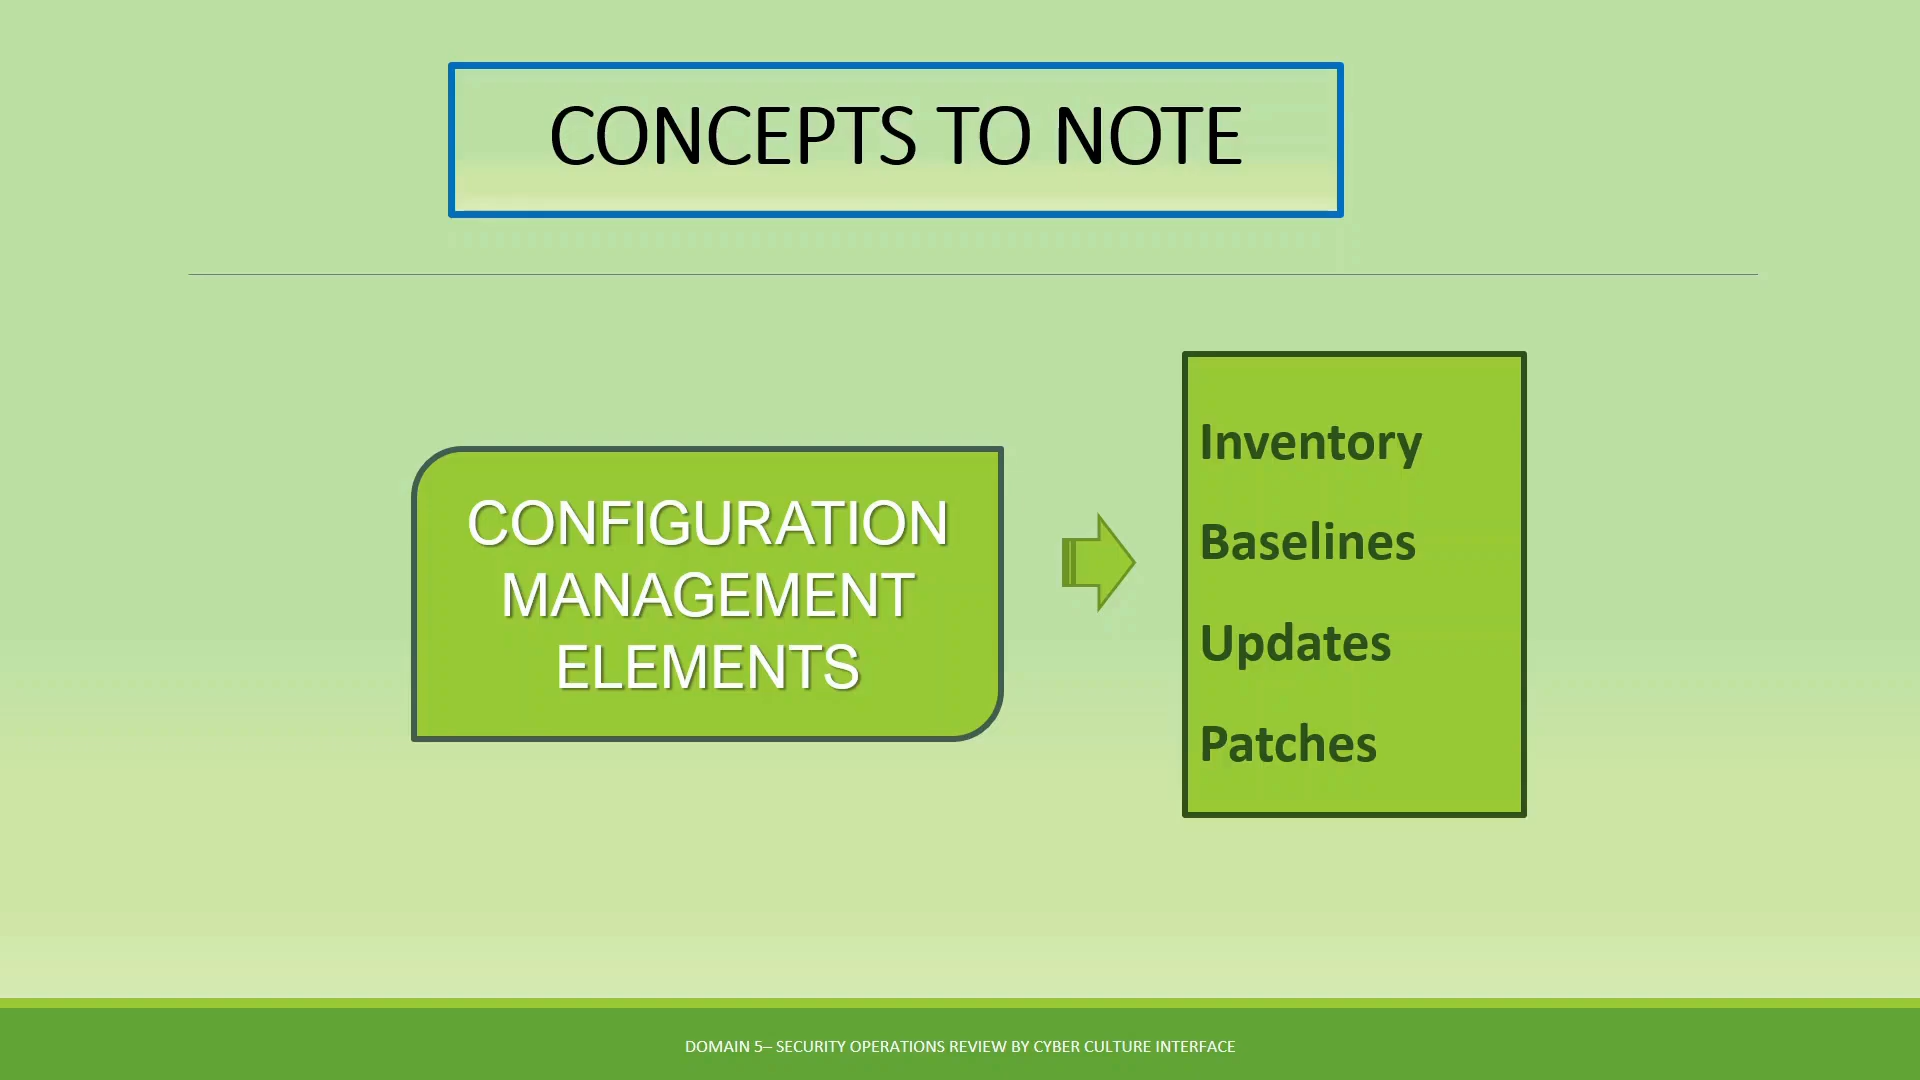 CONCEPTS TO NOTE
CONFIGURATION
MANAGEMENT
ELEMENTS
Inventory
Baselines
Updates
Patches
DOMAIN 5– SECURITY OPERATIONS REVIEW BY CYBER CULTURE INTERFACE